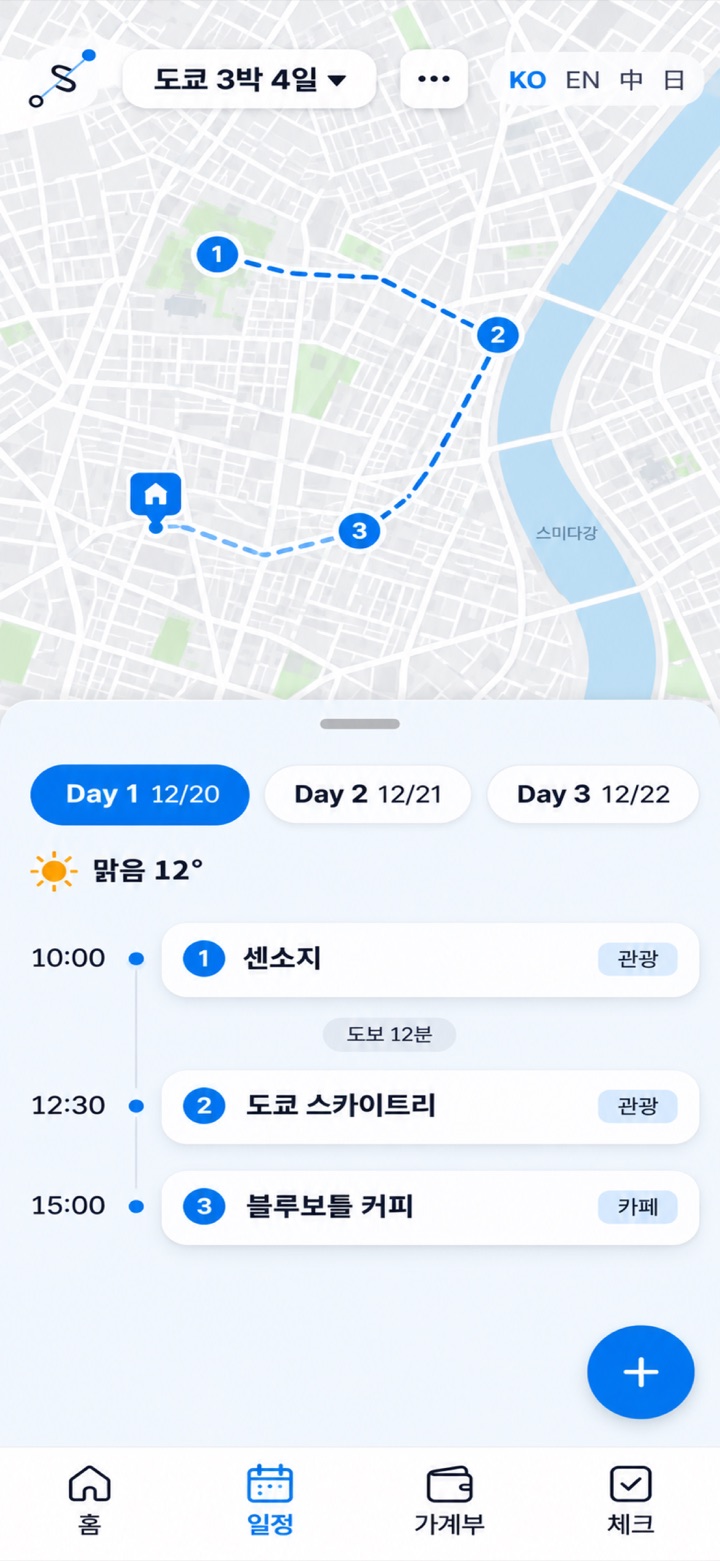 S
도쿄 3박 4일
KO EN 中 日
1
2
3
스미다강
Day 1 12/20
Day 2 12/21
Day 3 12/22
맑음 12°
10:00 1 센소지 관광
도보 12분
12:30 2 도쿄 스카이트리 관광
15:00 3 블루보틀 커피 카페
홈 일정 가계부 체크